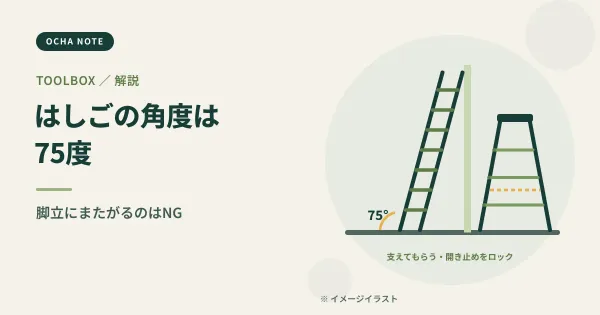 OCHA NOTE
TOOLBOX ／ 解説
はしごの角度は
75度
脚立にまたがるのはNG
75°
支えてもらう・開き止めをロック
※ イメージイラスト